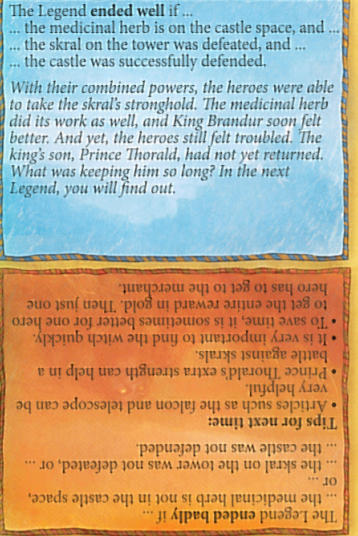 The Legend ended well if ...
... the medicinal herb is on the castle space, and ...
... the skral on the tower was defeated, and ...
... the castle was successfully defended.
With their combined powers, the heroes were able
to take the skral's stronghold. The medicinal herb
did its work as well, and King Brandur soon felt
better. And yet, the heroes still felt troubled. The
king's son, Prince Thorald, had not yet returned.
What was keeping him so long? In the next
Legend, you will find out.
The Legend ended badly if ...
... the medicinal herb is not in the castle space,
or ...
... the skral on the tower was not defeated, or ...
... the castle was not defended.
Tips for next time:
• Articles such as the falcon and telescope can be
very helpful.
• Prince Thorald's extra strength can help in a
battle against skrals.
• It is very important to find the witch quickly.
• To save time, it is sometimes better for one hero
to get the entire reward in gold. Then just one
hero has to get to the merchant.